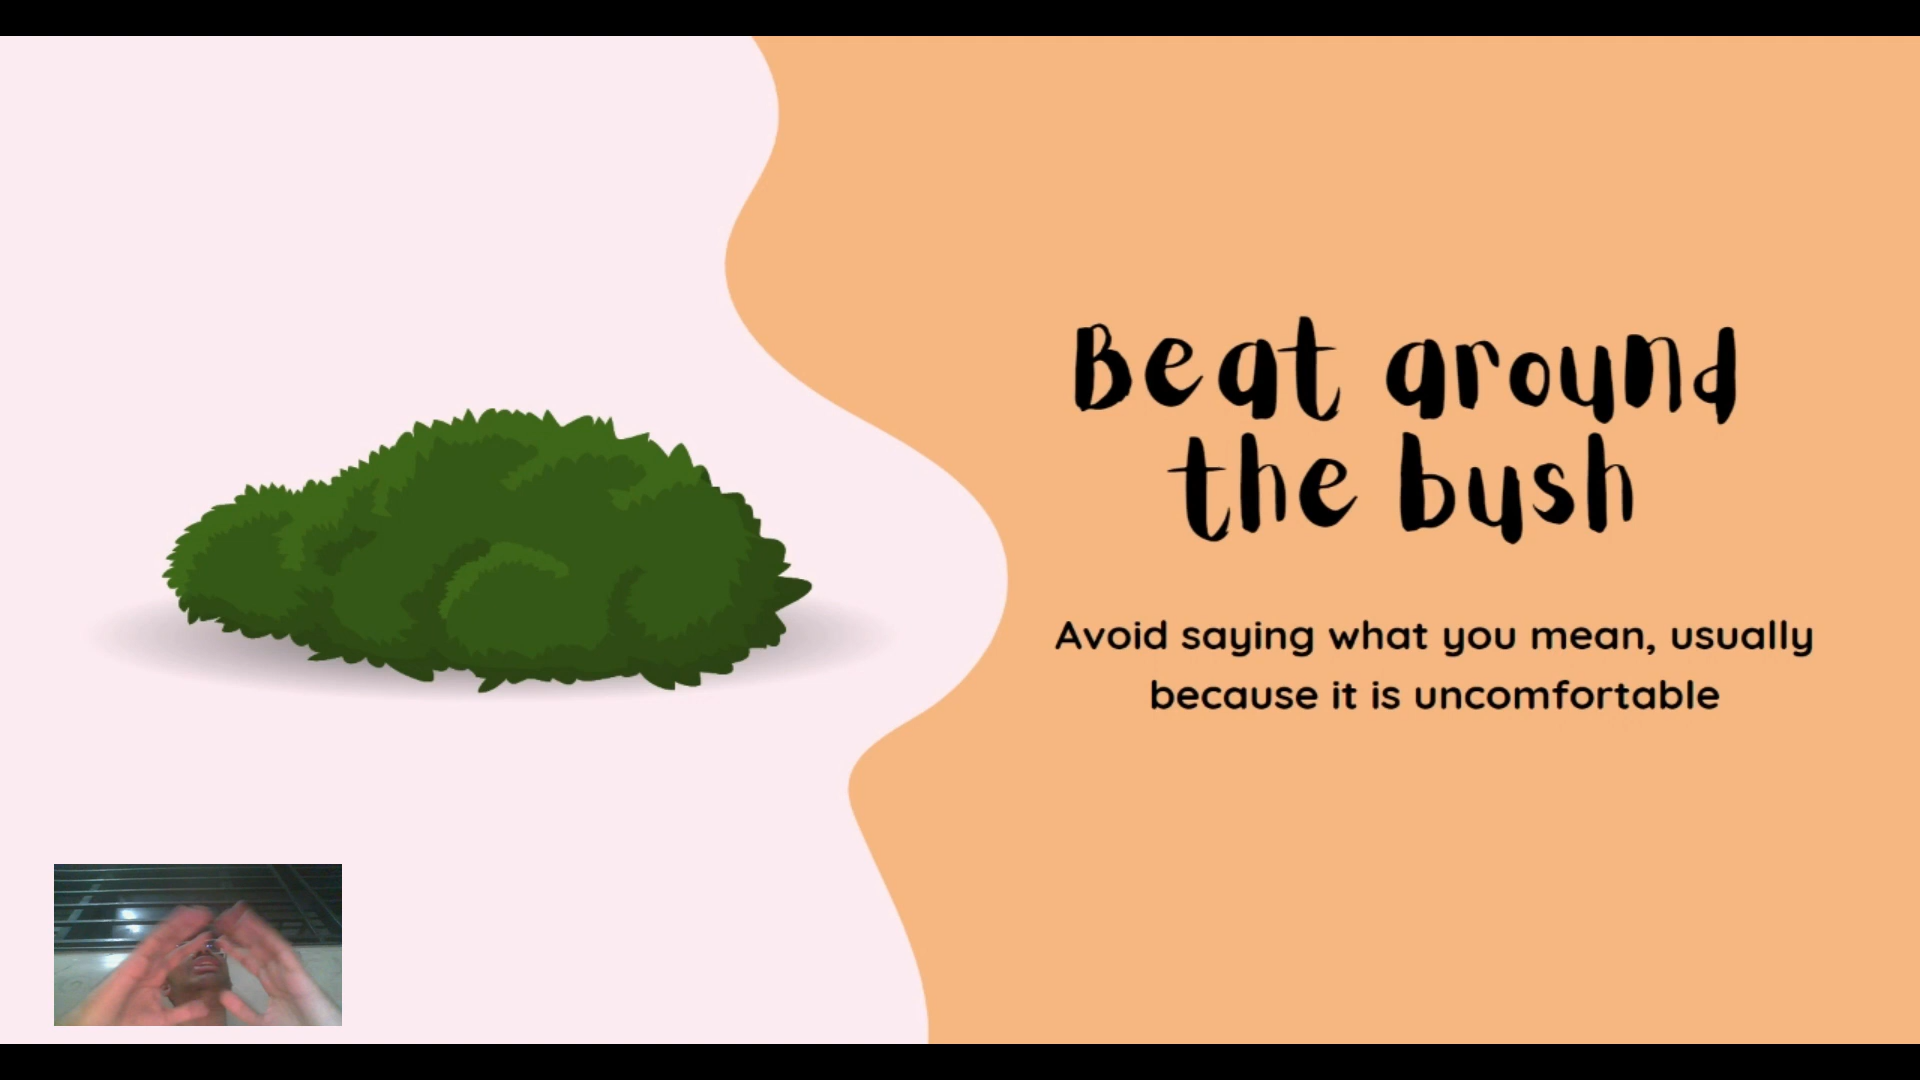 Beat around
the bush
Avoid saying what you mean, usually
because it is uncomfortable